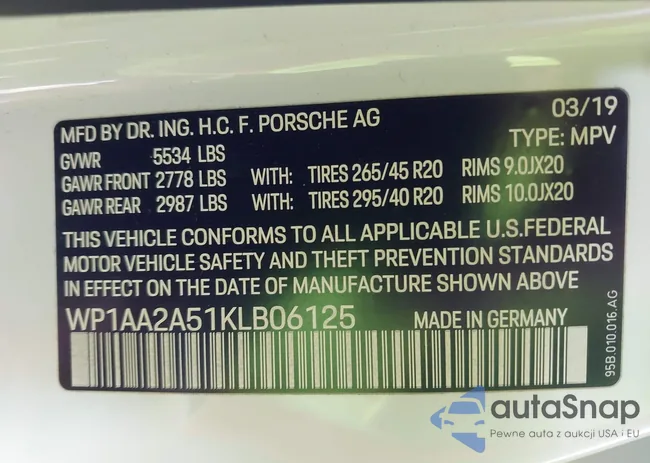 MFD BY DR. ING. H.C. F. PORSCHE AG 03/19
GVWR 5534 LBS TYPE: MPV
GAWR FRONT 2778 LBS WITH: TIRES 265/45 R20 RIMS 9.0JX20
GAWR REAR 2987 LBS WITH: TIRES 295/40 R20 RIMS 10.0JX20
THIS VEHICLE CONFORMS TO ALL APPLICABLE U.S.FEDERAL
MOTOR VEHICLE SAFETY AND THEFT PREVENTION STANDARDS
IN EFFECT ON THE DATE OF MANUFACTURE SHOWN ABOVE
WP1AA2A51KLB06125 MADE IN GERMANY
95B.010.016.AG
autaSnap
Pewne auta z aukcji USA i EU